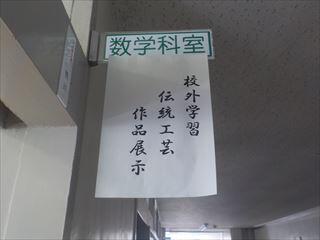 数学科室
校外学習
伝統工芸
作品展示